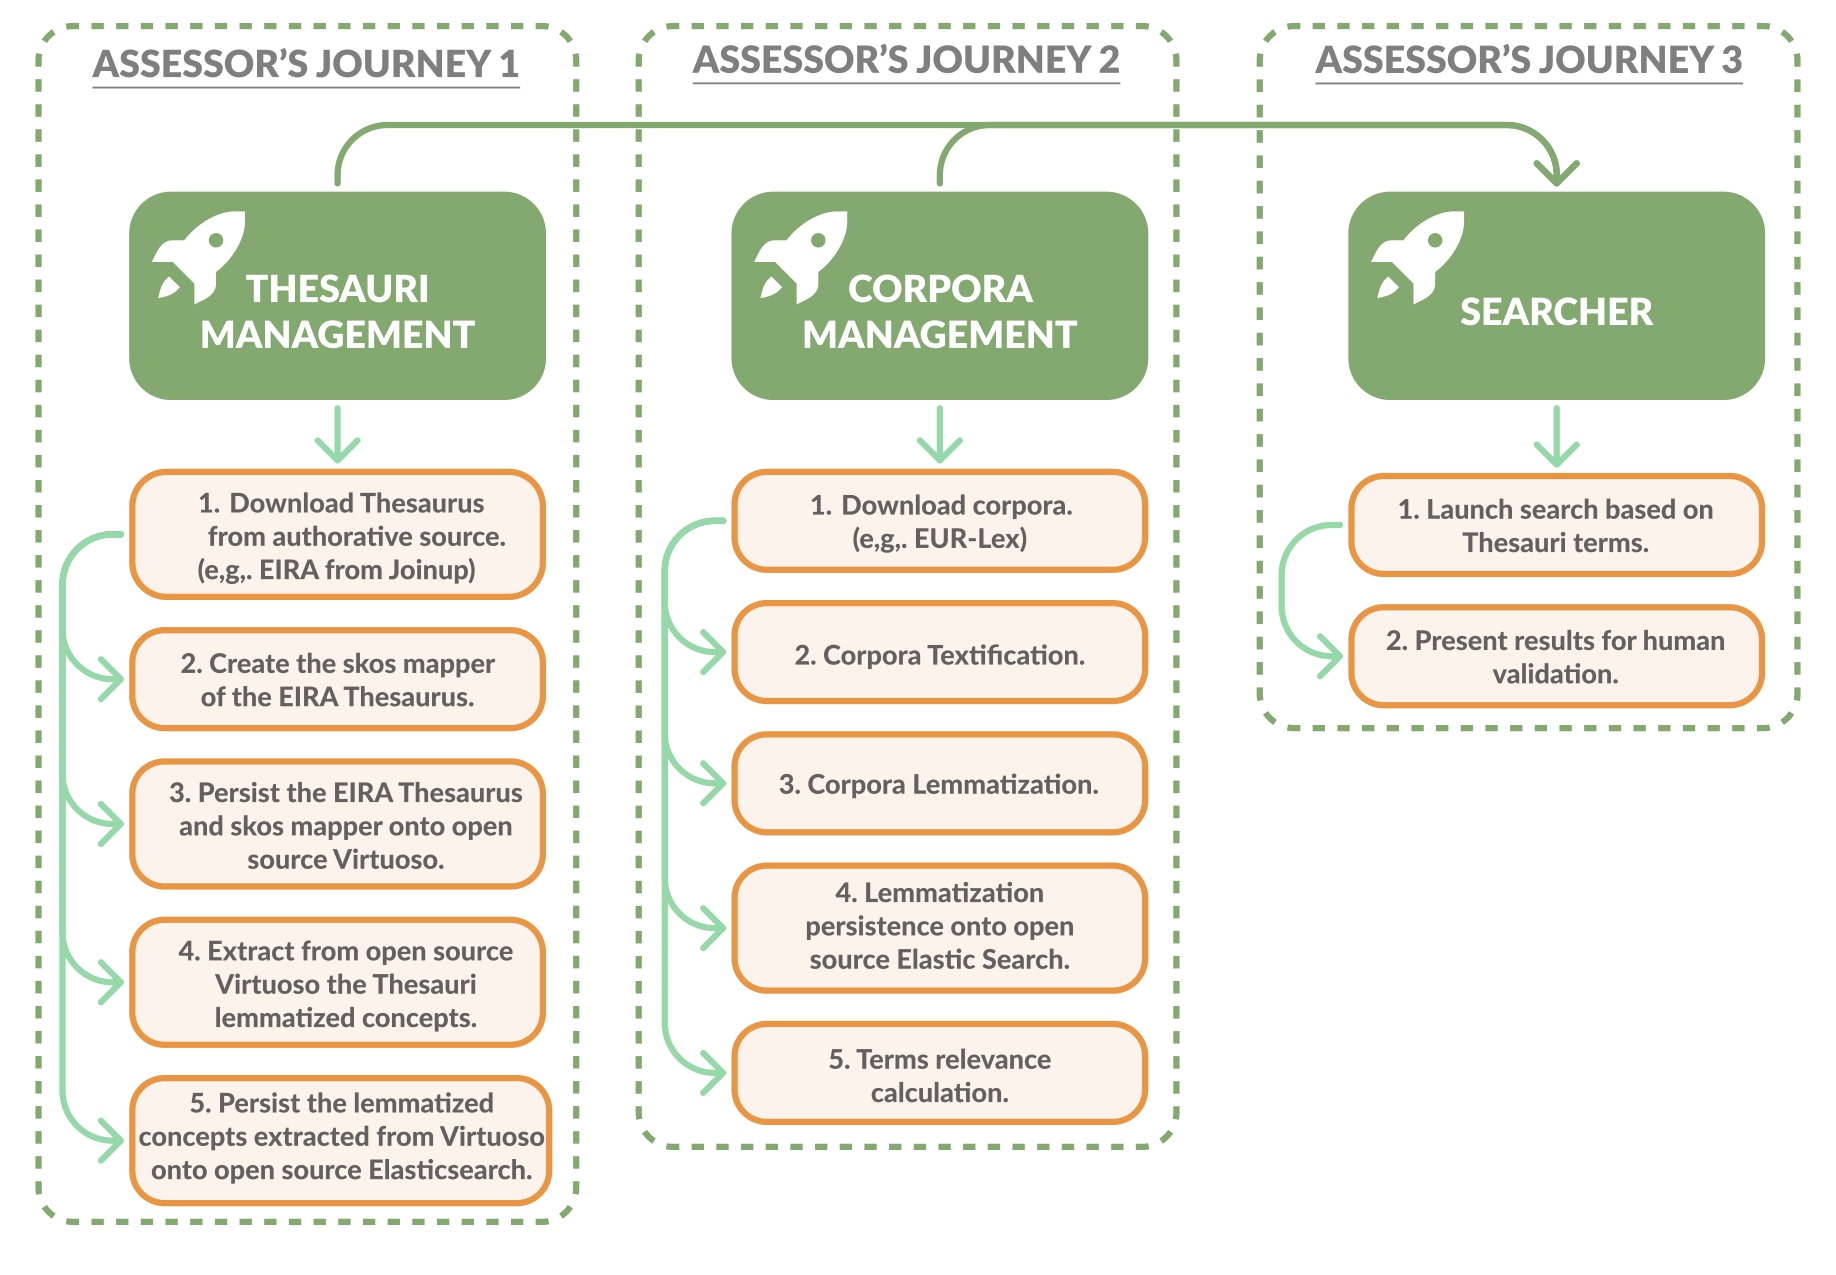 ASSESSOR'S JOURNEY 1
THESAURI
MANAGEMENT
1. Download Thesaurus
from authorative source.
(e,g,. EIRA from Joinup)
2. Create the skos mapper
of the EIRA Thesaurus.
3. Persist the EIRA Thesaurus
and skos mapper onto open
source Virtuoso.
4. Extract from open source
Virtuoso the Thesauri
lemmatized concepts.
5. Persist the lemmatized
concepts extracted from Virtuoso
onto open source Elasticsearch.
ASSESSOR'S JOURNEY 2
CORPORA
MANAGEMENT
1. Download corpora.
(e,g,. EUR-Lex)
2. Corpora Textification.
3. Corpora Lemmatization.
4. Lemmatization
persistence onto open
source Elastic Search.
5. Terms relevance
calculation.
ASSESSOR'S JOURNEY 3
SEARCHER
1. Launch search based on
Thesauri terms.
2. Present results for human
validation.